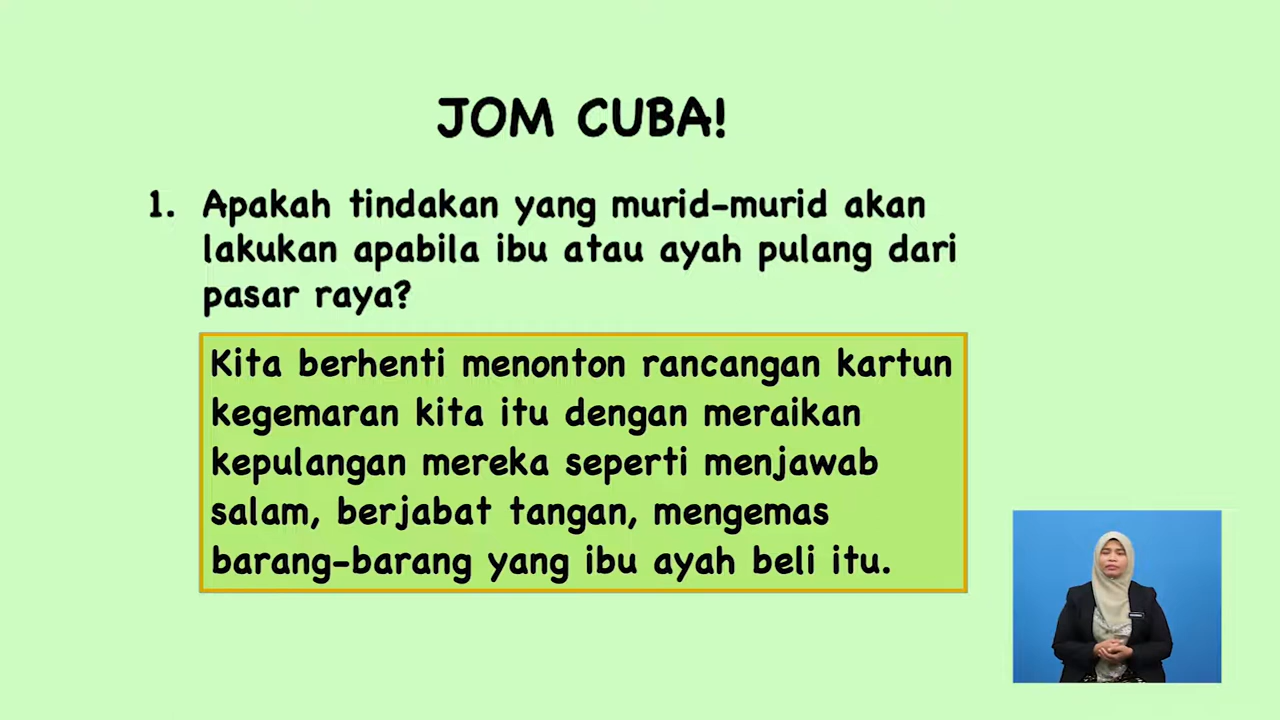 JOM CUBA!
1. Apakah tindakan yang murid-murid akan
lakukan apabila ibu atau ayah pulang dari
pasar raya?
Kita berhenti menonton rancangan kartun
kegemaran kita itu dengan meraikan
kepulangan mereka seperti menjawab
salam, berjabat tangan, mengemas
barang-barang yang ibu ayah beli itu.